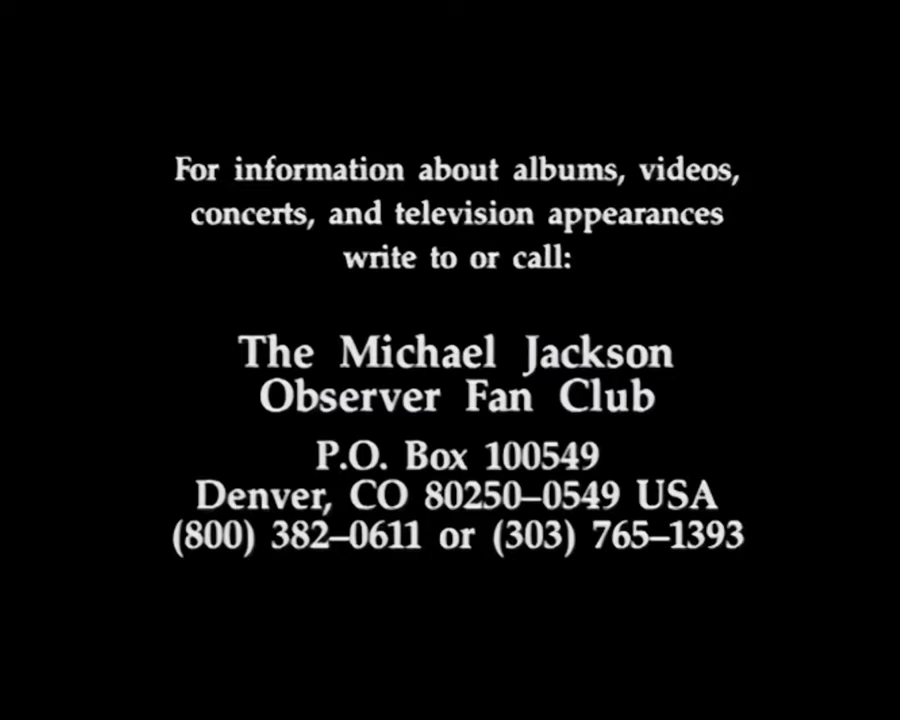 For information about albums, videos,
concerts, and television appearances
write to or call:
The Michael Jackson
Observer Fan Club
P.O. Box 100549
Denver, CO 80250–0549 USA
(800) 382–0611 or (303) 765–1393